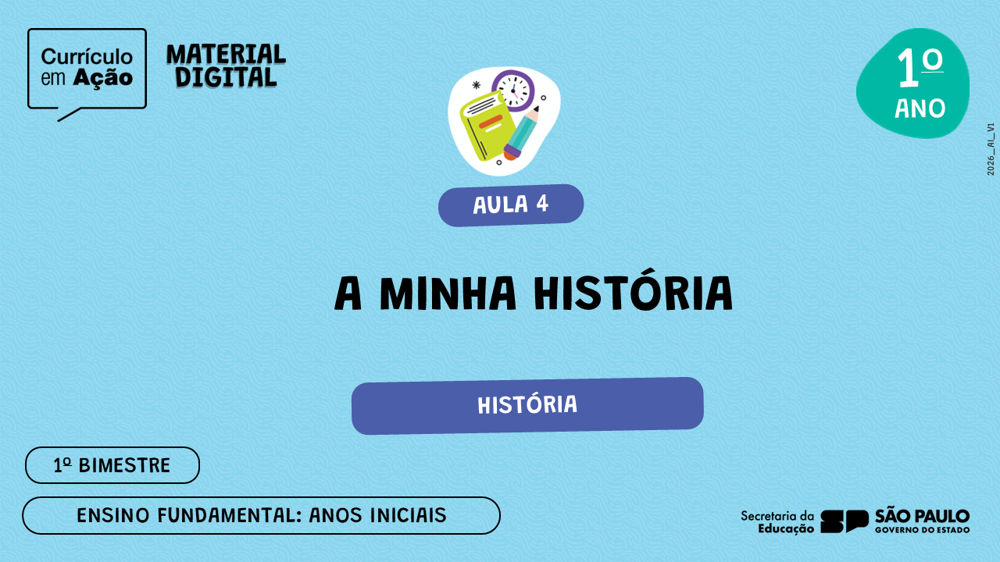 Currículo
em Ação
MATERIAL
DIGITAL
1º
ANO
2026_AI_V1
AULA 4
A MINHA HISTÓRIA
HISTÓRIA
1º BIMESTRE
ENSINO FUNDAMENTAL: ANOS INICIAIS
Secretaria da
Educação
SP
SÃO PAULO
GOVERNO DO ESTADO